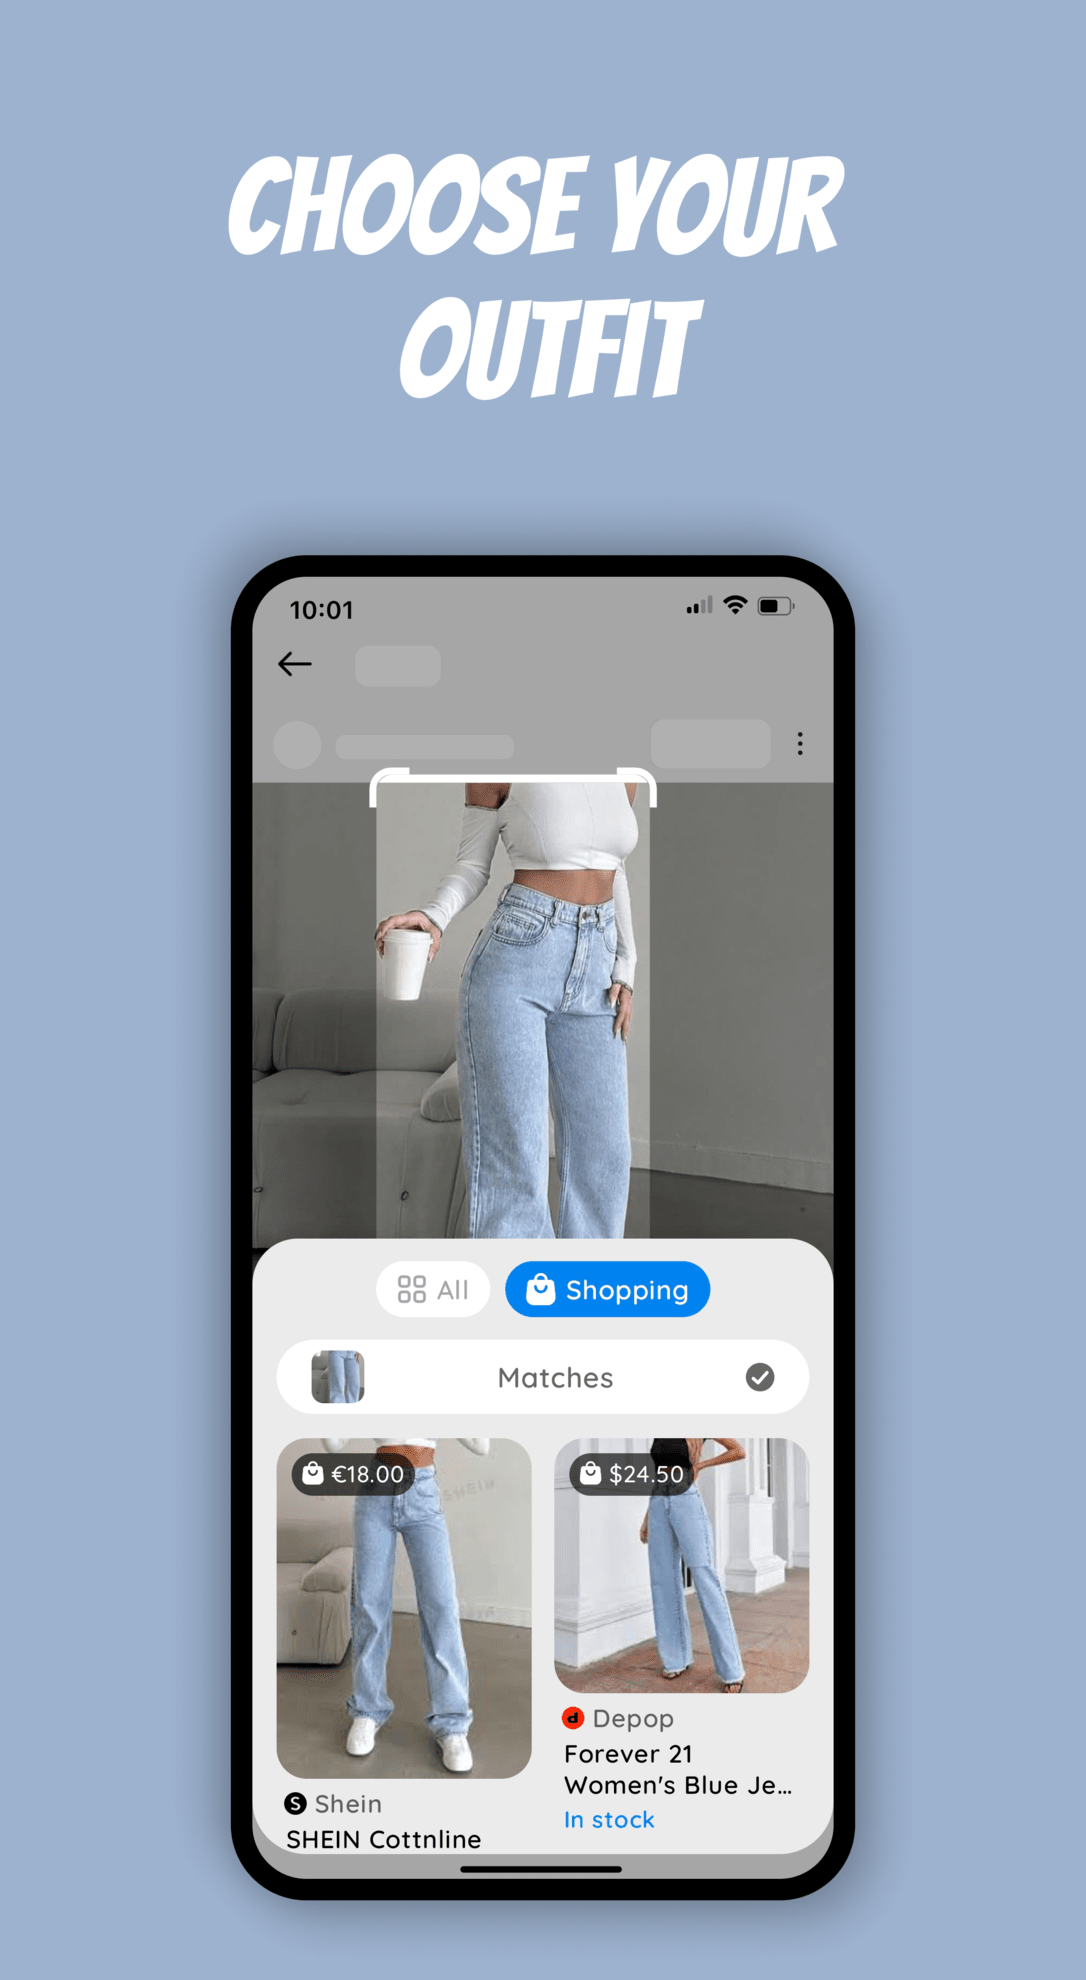 CHOOSE YOUR
OUTFIT
10:01
All
Shopping
Matches
€18.00
$24.50
SHEIN
Depop
Forever 21
Women's Blue Je...
In stock
Shein
SHEIN Cottnline